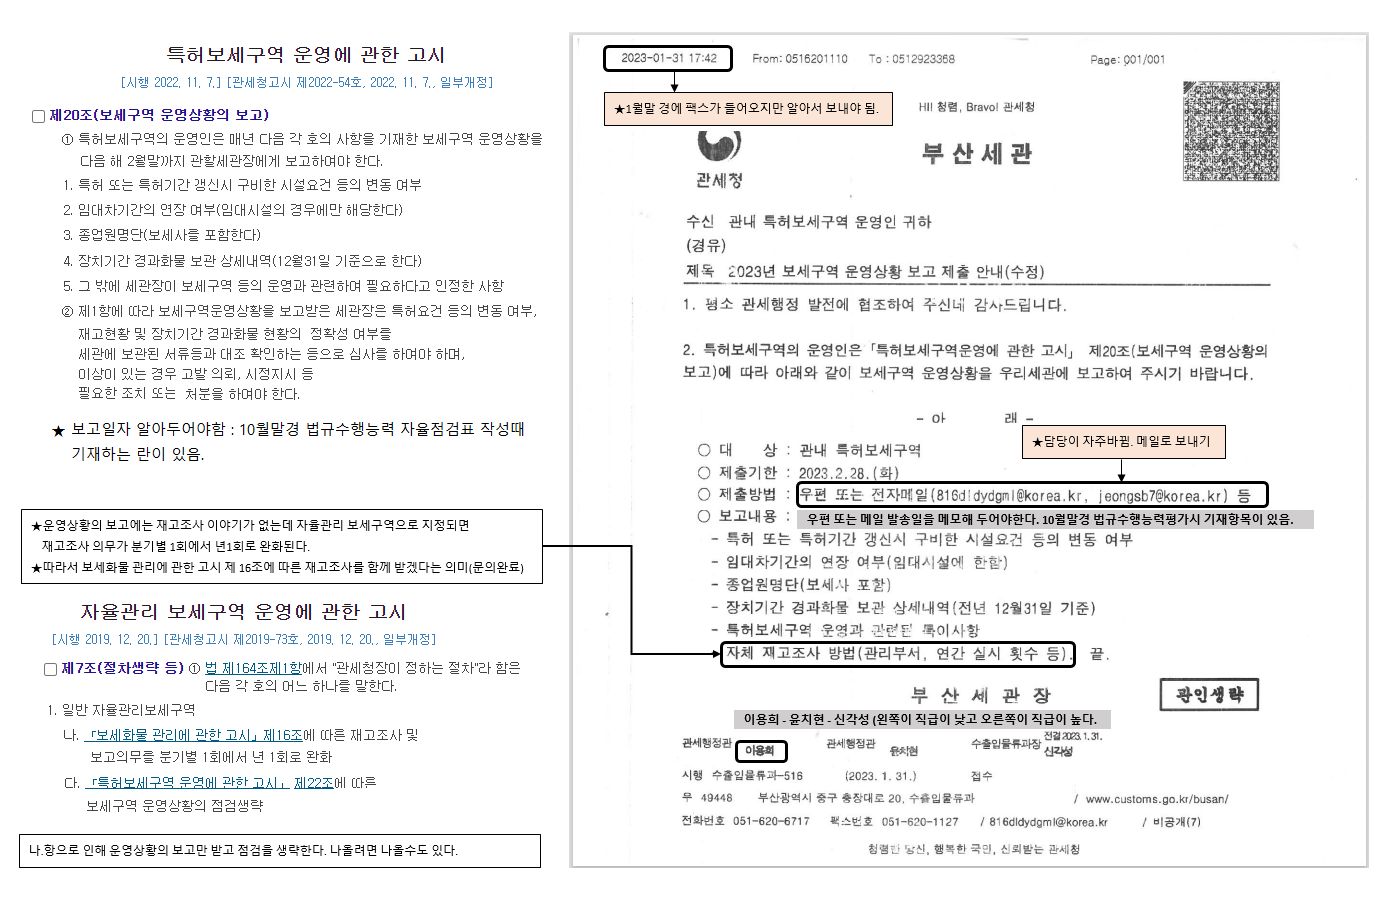 특허보세구역 운영에 관한 고시
[시행 2022. 11. 7.] [관세청고시 제2022-54호, 2022. 11. 7., 일부개정]
제20조(보세구역 운영상황의 보고)
① 특허보세구역의 운영인은 매년 다음 각 호의 사항을 기재한 보세구역 운영상황을
다음 해 2월말까지 관할세관장에게 보고하여야 한다.
1. 특허 또는 특허기간 갱신시 구비한 시설요건 등의 변동 여부
2. 임대차기간의 연장 여부(임대시설의 경우에만 해당한다)
3. 종업원명단(보세사를 포함한다)
4. 장치기간 경과화물 보관 상세내역(12월31일 기준으로 한다)
5. 그 밖에 세관장이 보세구역 등의 운영과 관련하여 필요하다고 인정한 사항
② 제1항에 따라 보세구역운영상황을 보고받은 세관장은 특허요건 등의 변동 여부,
재고현황 및 장치기간 경과화물 현황의 정확성 여부을
세관에 보관된 서류등과 대조 확인하는 등으로 심사를 하여야 하며,
이상이 있는 경우 고발 의뢰, 시정지시 등
필요한 조치 또는 처분을 하여야 한다.
★ 보고일자 알아두어야함 : 10월말경 법규수행능력 자율점검표 작성때
기재하는 란이 있음.
★운영상황의 보고에는 재고조사 이야기가 없는데 자율관리 보세구역으로 지정되면
재고조사 의무가 분기별 1회에서 년1회로 완화된다.
★따라서 보세화물 관리에 관한 고시 제 16조에 따른 재고조사를 함께 받겠다는 의미(문의완료)
자율관리 보세구역 운영에 관한 고시
[시행 2019. 12. 20.] [관세청고시 제2019-73호, 2019. 12. 20., 일부개정]
제7조(절차생략 등) ① 법 제164조제1항에서 "관세청장이 정하는 절차"라 함은
다음 각 호의 어느 하나를 말한다.
1. 일반 자율관리보세구역
나. 「보세화물 관리에 관한 고시」제16조에 따른 재고조사 및
보고의무를 분기별 1회에서 년 1회로 완화
다. 「특허보세구역 운영에 관한 고시」 제22조에 따른
보세구역 운영상황의 점검생략
나.항으로 인해 운영상황의 보고만 받고 점검을 생략한다. 나올려면 나올수도 있다.
2023-01-31 17:42 From: 0516201110 To : 0512923368 Page: 001/001
★1월말 경에 팩스가 들어오지만 알아서 보내야 됨.
HI! 청렴, Bravo! 관세청
관세청
부산세관
수신 관내 특허보세구역 운영인 귀하
(경유)
제목 2023년 보세구역 운영상황 보고 제출 안내(수정)
1. 평소 관세행정 발전에 협조하여 주신데 감사드립니다.
2. 특허보세구역의 운영인은「특허보세구역운영에 관한 고시」 제20조(보세구역 운영상황의
보고)에 따라 아래와 같이 보세구역 운영상황을 우리세관에 보고하여 주시기 바랍니다.
- 아 래 -
★담당이 자주바뀜. 메일로 보내기
○ 대 상 : 관내 특허보세구역
○ 제출기한 : 2023.2.28.(화)
○ 제출방법 : 우편 또는 전자메일(816dldydgml@korea.kr, jeongsb7@korea.kr) 등
○ 보고내용 : 우편 또는 메일 발송일을 메모해 두어야한다. 10월말경 법규수행능력평가시 기재항목이 있음.
- 특허 또는 특허기간 갱신시 구비한 시설요건 등의 변동 여부
- 임대차기간의 연장 여부(임대시설에 한함)
- 종업원명단(보세사 포함)
- 장치기간 경과화물 보관 상세내역(전년 12월31일 기준)
- 특허보세구역 운영과 관련된 특이사항
- 자체 재고조사 방법(관리부서, 연간 실시 횟수 등). 끝.
부산세관장 관인생략
이용희 - 윤치현 - 신각성 (왼쪽이 직급이 낮고 오른쪽이 직급이 높다.
관세행정관 이용희 관세행정관 윤치현 수출입물류과장 전결 2023. 1. 31. 신각성
시행 수출입물류과-516 (2023. 1. 31.) 접수
우 49448 부산광역시 중구 충장대로 20, 수출입물류과 / www.customs.go.kr/busan/
전화번호 051-620-6717 팩스번호 051-620-1127 / 816dldydgml@korea.kr / 비공개(7)
청렴한 당신, 행복한 국민, 신뢰받는 관세청